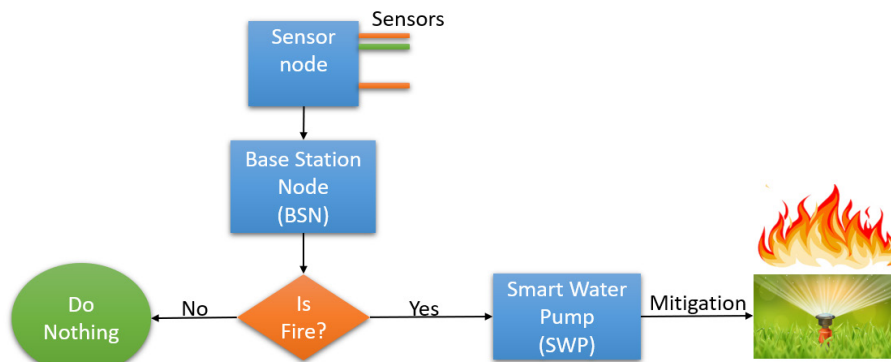 Sensors
Sensor
node
Base Station
Node
(BSN)
Do
Nothing
No
Is
Fire?
Yes
Smart Water
Pump
(SWP)
Mitigation